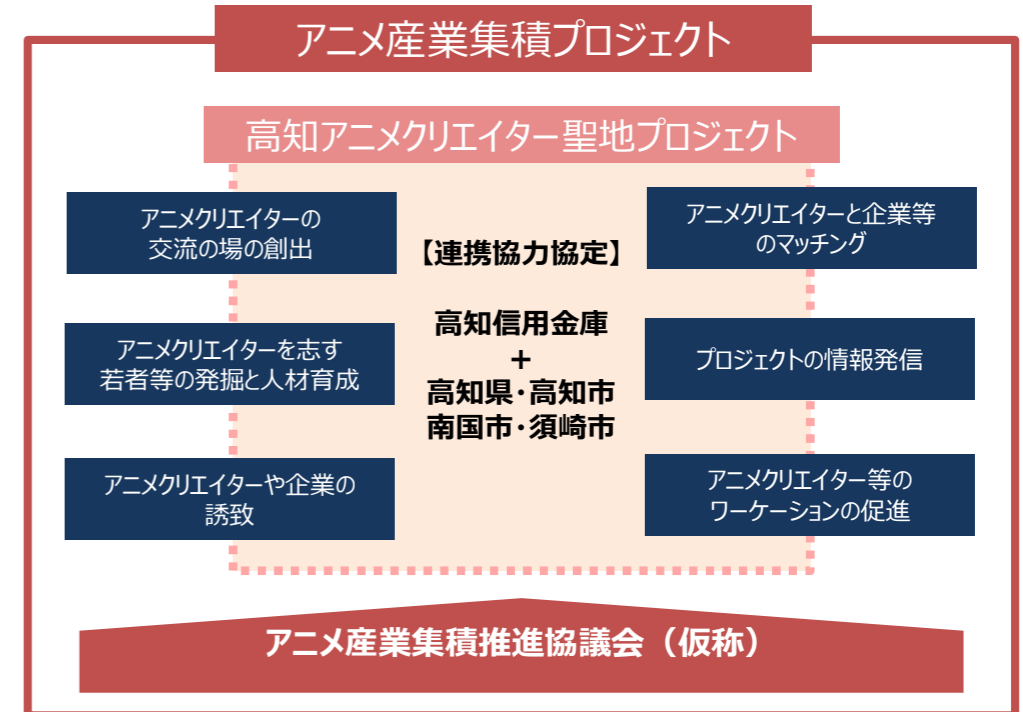 アニメ産業集積プロジェクト
高知アニメクリエイター聖地プロジェクト
アニメクリエイターの
交流の場の創出
アニメクリエイターを志す
若者等の発掘と人材育成
アニメクリエイターや企業の
誘致
【連携協力協定】
高知信用金庫
+
高知県・高知市
南国市・須崎市
アニメクリエイターと企業等
のマッチング
プロジェクトの情報発信
アニメクリエイター等の
ワーケーションの促進
アニメ産業集積推進協議会（仮称）